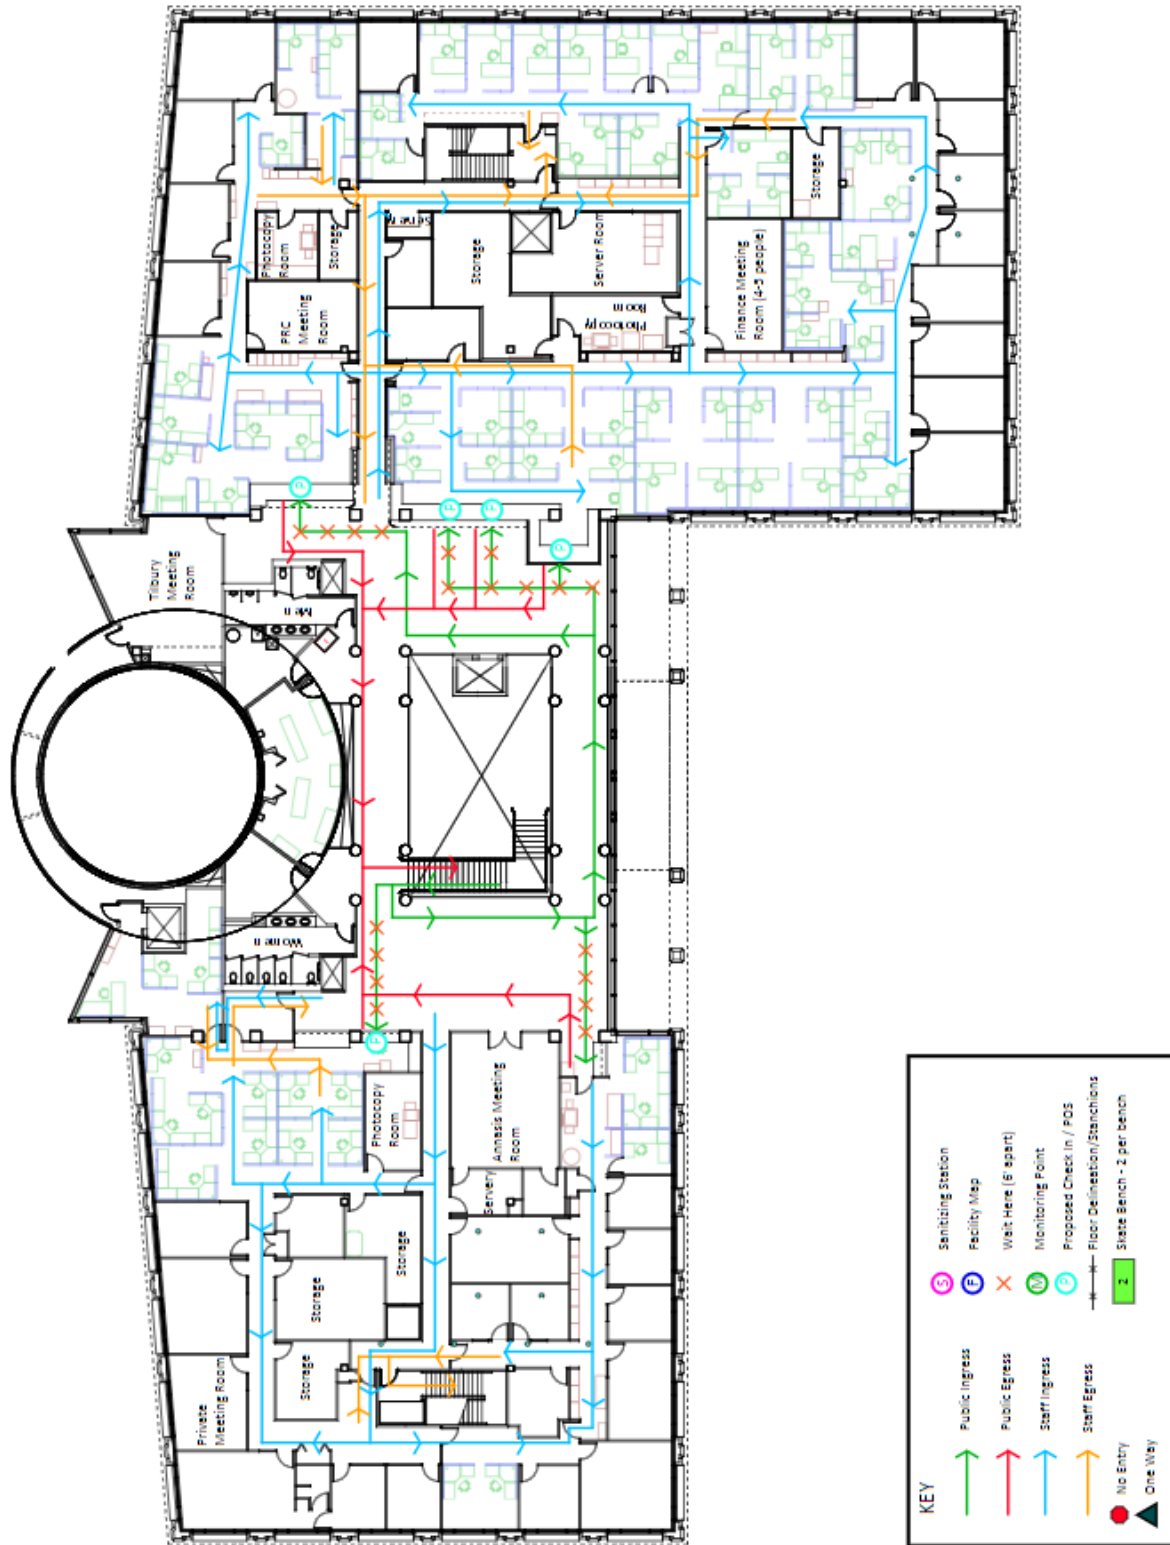 Tilbury
Meeting
Room
Men
Women
Photocopy
Room
Storage
PRC
Meeting
Room
Storage
Server Room
Photocopy
Room
Finance Meeting
Room (4-5 people)
Storage
P
P
P
P
P
Photocopy
Room
Annasis Meeting
Room
Servery
Storage
Storage
Storage
Private
Meeting Room
KEY
Public Ingress
Public Egress
Staff Ingress
Staff Egress
No Entry
One Way
S Sanitizing Station
F Facility Map
Wait Here (6' apart)
M Monitoring Point
P Proposed Check In / POS
Floor Delineation/Stanchions
2 Skate Bench - 2 per bench